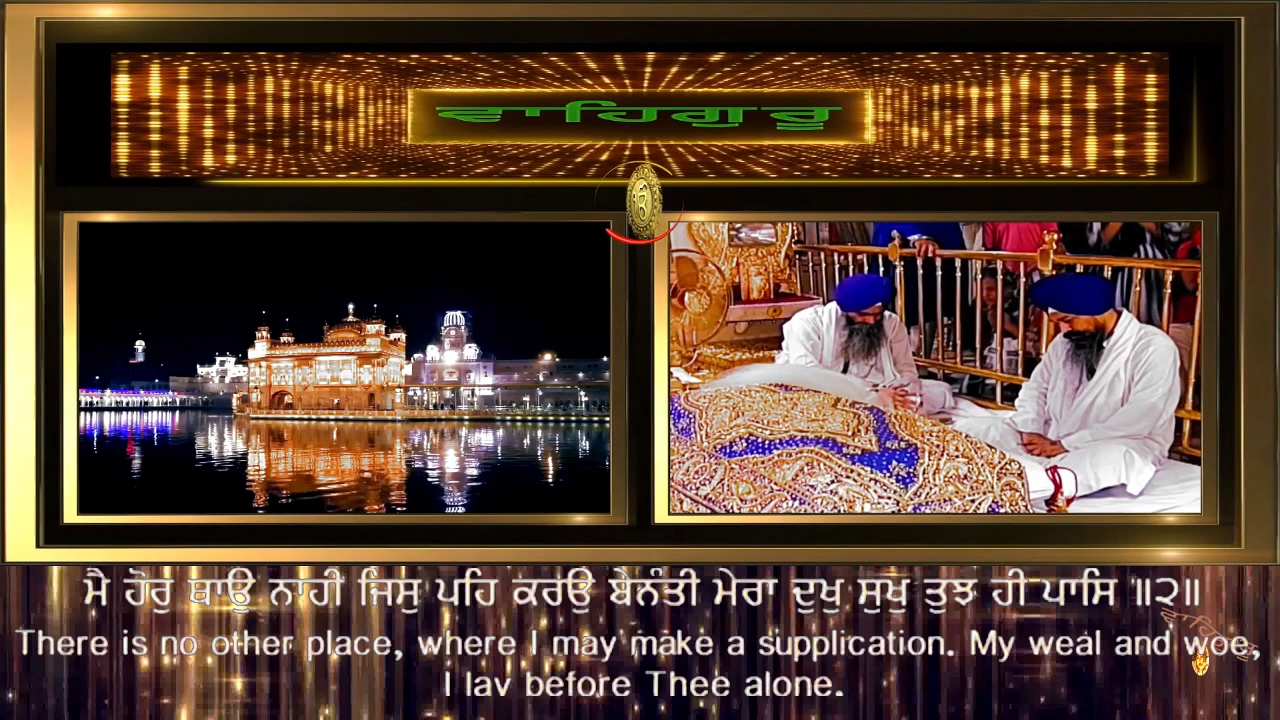 ਵਾਹਿਗੁਰੂ
ੴ
ਮੈ ਹੋਰੁ ਥਾਉ ਨਾਹੀ ਜਿਸੁ ਪਹਿ ਕਰਉ ਬੇਨੰਤੀ ਮੇਰਾ ਦੁਖੁ ਸੁਖੁ ਤੁਝ ਹੀ ਪਾਸਿ ॥੨॥
There is no other place, where I may make a supplication. My weal and woe,
I lay before Thee alone.